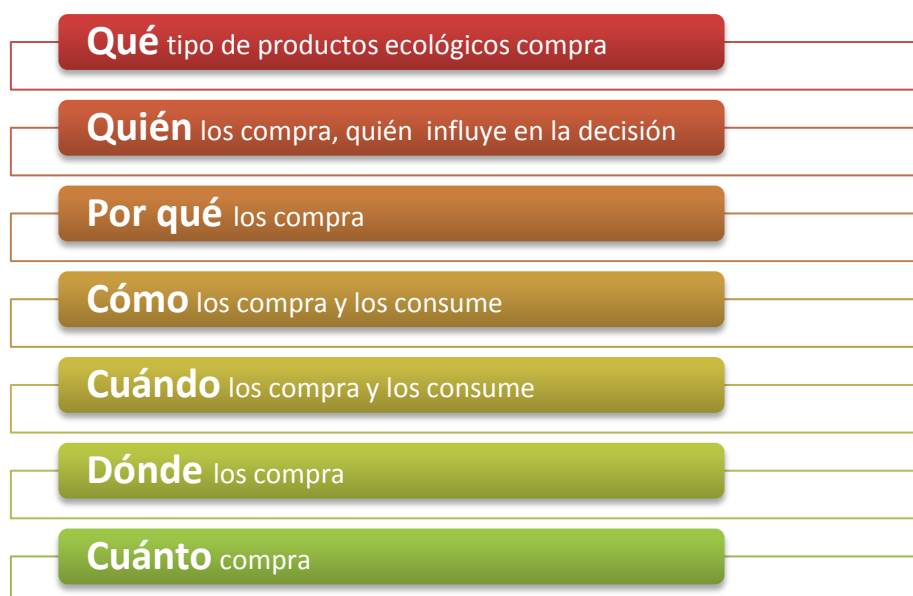 Qué tipo de productos ecológicos compra
Quién los compra, quién influye en la decisión
Por qué los compra
Cómo los compra y los consume
Cuándo los compra y los consume
Dónde los compra
Cuánto compra